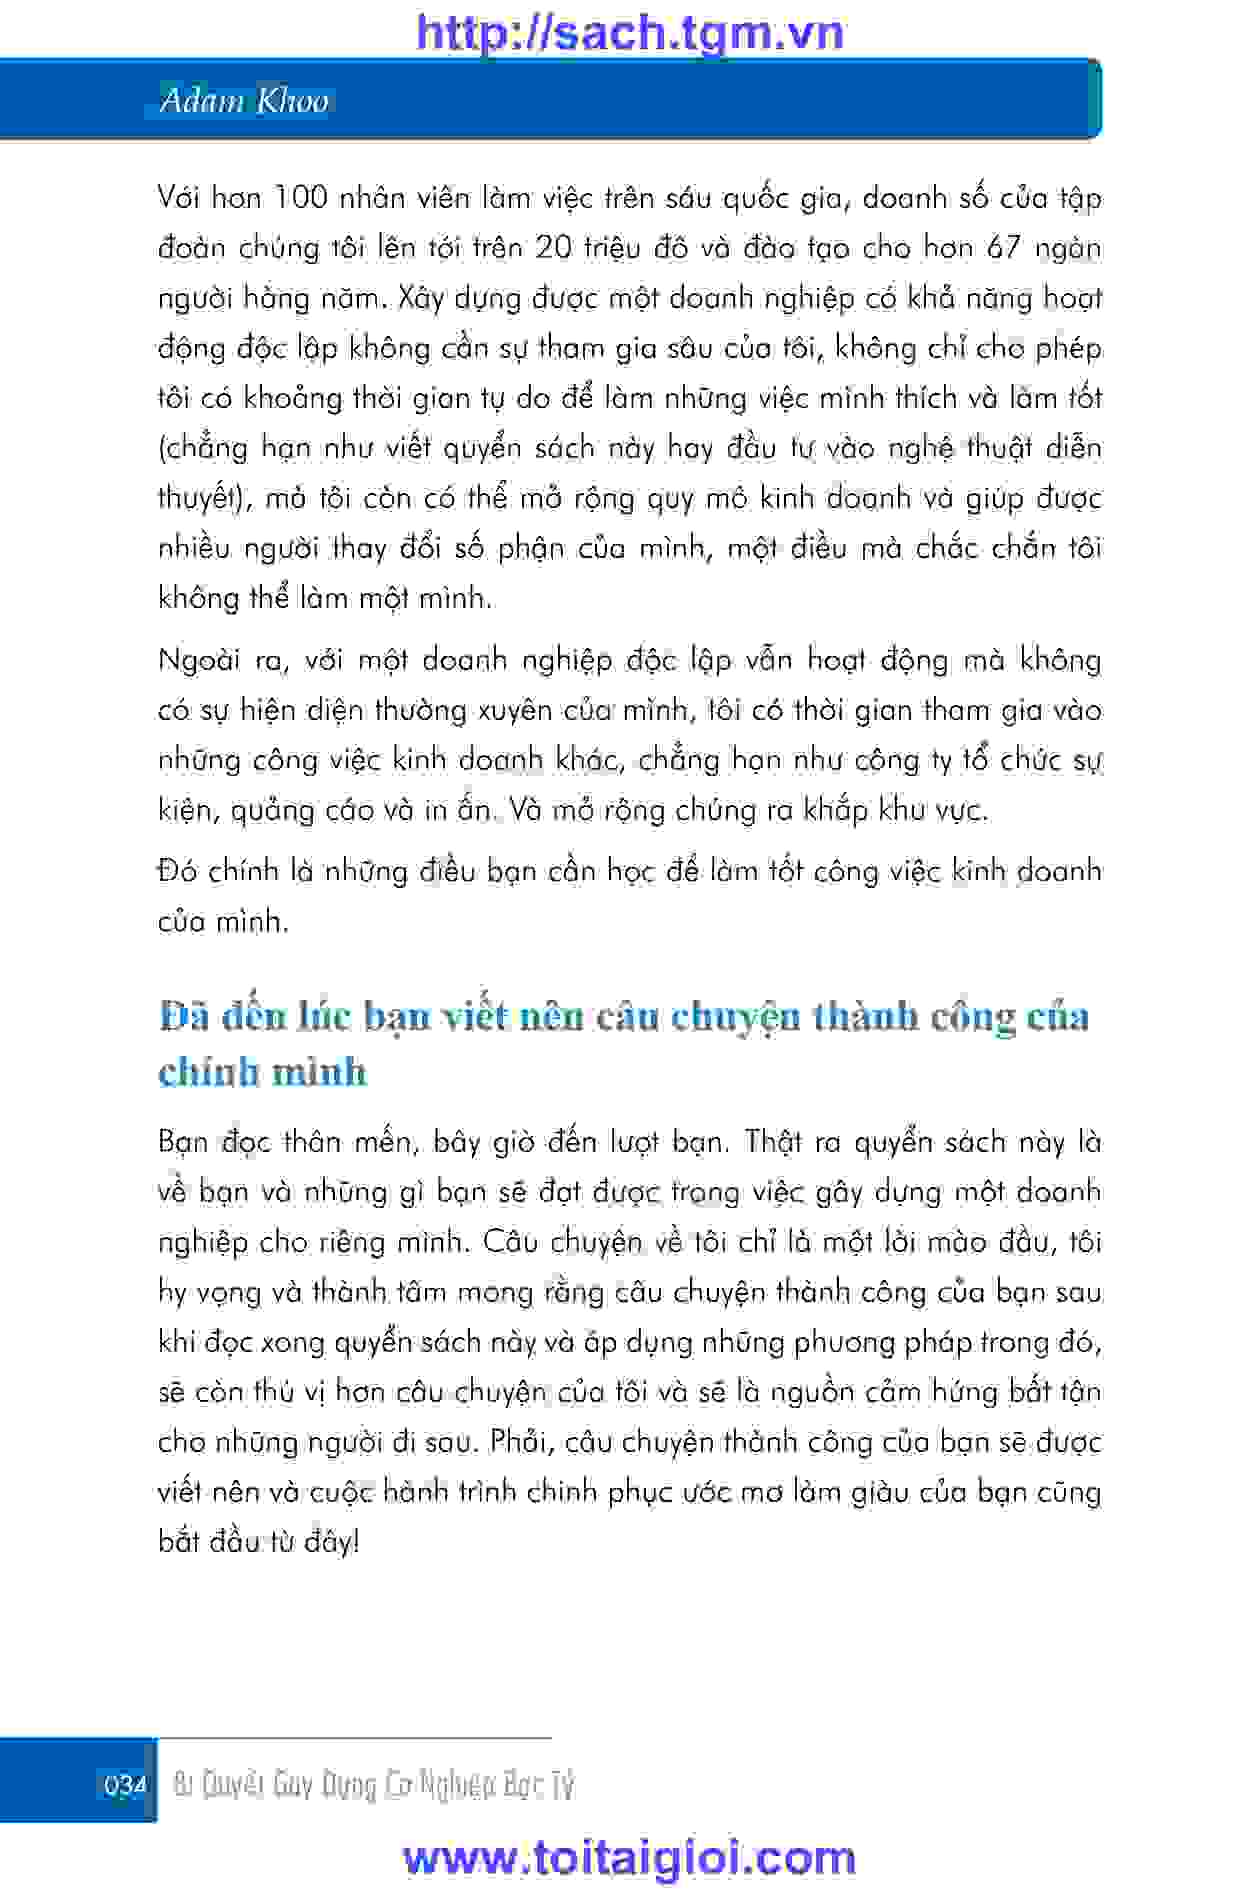 http://sach.tgm.vn
Adam Khoo
Với hơn 100 nhân viên làm việc trên sáu quốc gia, doanh số của tập
đoàn chúng tôi lên tới trên 20 triệu đô và đào tạo cho hơn 67 ngàn
người hàng năm. Xây dựng được một doanh nghiệp có khả năng hoạt
động độc lập không cần sự tham gia sâu của tôi, không chỉ cho phép
tôi có khoảng thời gian tự do để làm những việc mình thích và làm tốt
(chẳng hạn như viết quyển sách này hay đầu tư vào nghệ thuật diễn
thuyết), mà tôi còn có thể mở rộng quy mô kinh doanh và giúp được
nhiều người thay đổi số phận của mình, một điều mà chắc chắn tôi
không thể làm một mình.
Ngoài ra, với một doanh nghiệp độc lập vẫn hoạt động mà không
có sự hiện diện thường xuyên của mình, tôi có thời gian tham gia vào
những công việc kinh doanh khác, chẳng hạn như công ty tổ chức sự
kiện, quảng cáo và in ấn. Và mở rộng chúng ra khắp khu vực.
Đó chính là những điều bạn cần học để làm tốt công việc kinh doanh
của mình.
Đã đến lúc bạn viết nên câu chuyện thành công của
chính mình
Bạn đọc thân mến, bây giờ đến lượt bạn. Thật ra quyển sách này là
về bạn và những gì bạn sẽ đạt được trong việc gây dựng một doanh
nghiệp cho riêng mình. Câu chuyện về tôi chỉ là một lời mào đầu, tôi
hy vọng và thành tâm mong rằng câu chuyện thành công của bạn sau
khi đọc xong quyển sách này và áp dụng những phương pháp trong đó,
sẽ còn thú vị hơn câu chuyện của tôi và sẽ là nguồn cảm hứng bất tận
cho những người đi sau. Phải, câu chuyện thành công của bạn sẽ được
viết nên và cuộc hành trình chinh phục ước mơ làm giàu của bạn cũng
bắt đầu từ đây!
034 Bí Quyết Gây Dựng Cơ Nghiệp Bạc Tỷ
www.toitaigioi.com